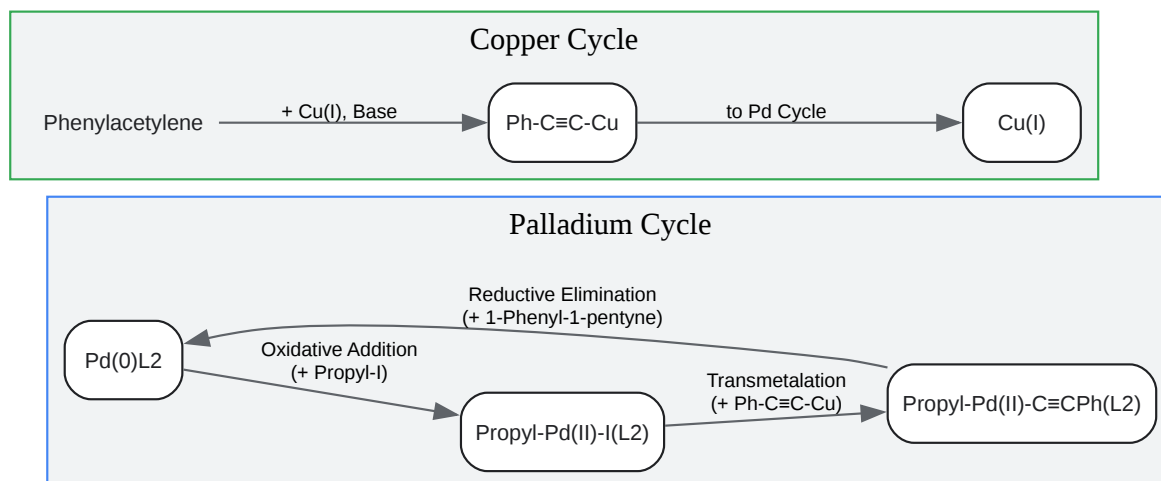 Copper Cycle
Phenylacetylene
+ Cu(I), Base
Ph-C≡C-Cu
to Pd Cycle
Cu(I)
Palladium Cycle
Reductive Elimination
(+ 1-Phenyl-1-pentyne)
Pd(0)L2
Oxidative Addition
(+ Propyl-I)
Propyl-Pd(II)-I(L2)
Transmetalation
(+ Ph-C≡C-Cu)
Propyl-Pd(II)-C≡CPh(L2)